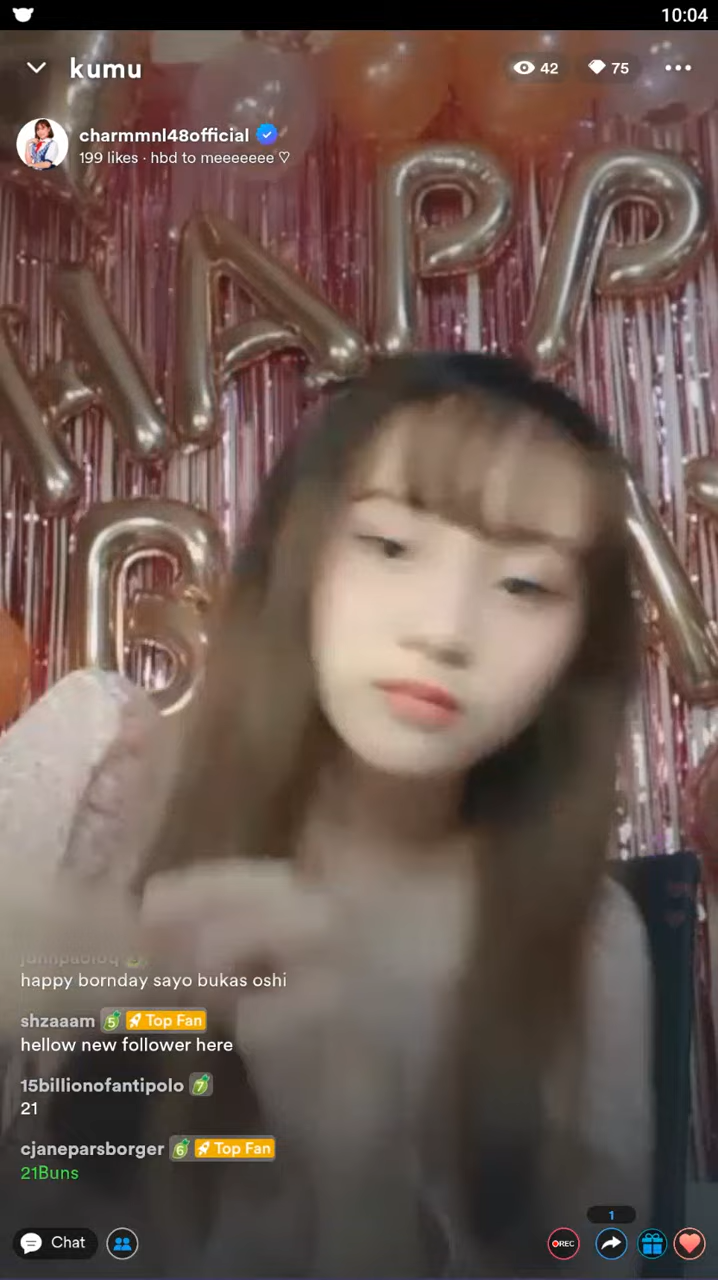 10:04
kumu
42
75
charmmnl48official
199 likes · hbd to meeeeeee ♡
HAPP
B
happy bornday sayo bukas oshi
shzaaam 5 Top Fan
hellow new follower here
15billionofantipolo 7
21
cjaneparsborger 6 Top Fan
21Buns
1
Chat
REC